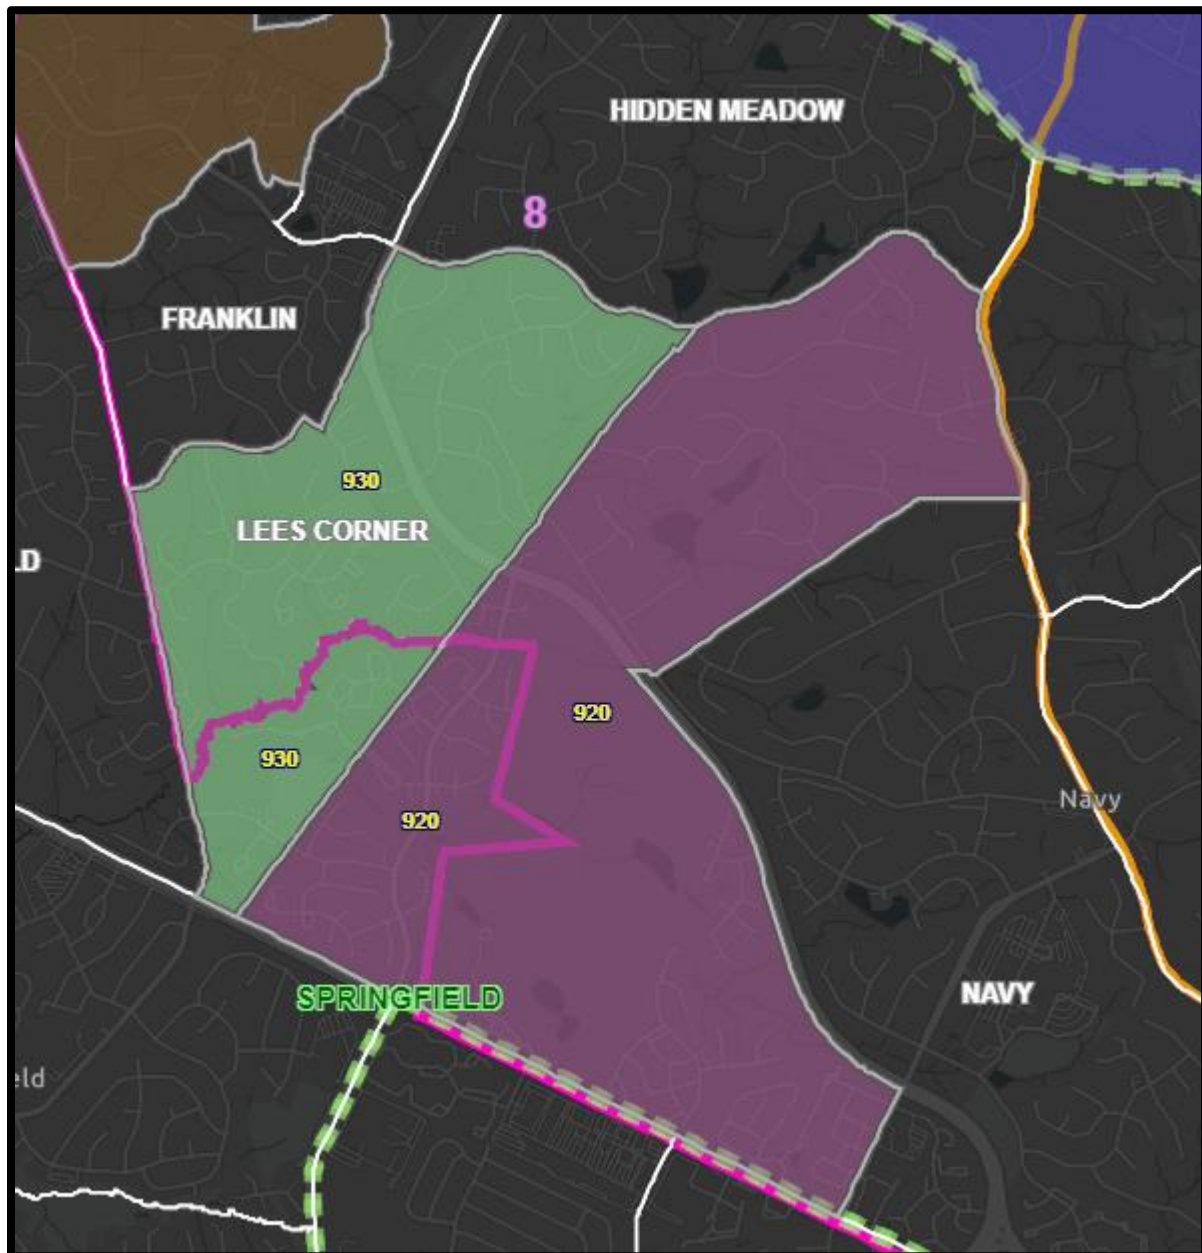 HIDDEN MEADOW
8
FRANKLIN
930
LEES CORNER
LD
920
930
Navy
920
NAVY
SPRINGFIELD
eld